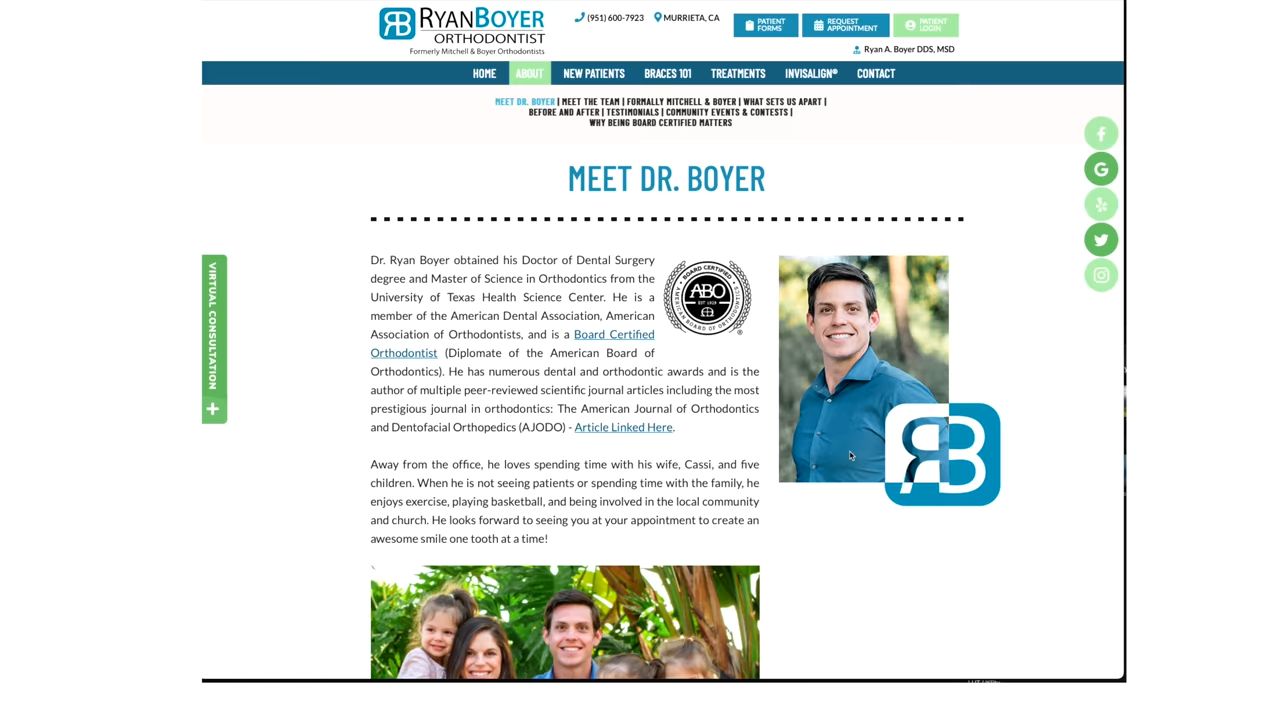 RB RYANBOYER
ORTHODONTIST
Formerly Mitchell & Boyer Orthodontists
(951) 600-7923 MURRIETA, CA
PATIENT
FORMS
REQUEST
APPOINTMENT
PATIENT
LOGIN
Ryan A. Boyer DDS, MSD
HOME ABOUT NEW PATIENTS BRACES 101 TREATMENTS INVISALIGN® CONTACT
MEET DR. BOYER | MEET THE TEAM | FORMALLY MITCHELL & BOYER | WHAT SETS US APART |
BEFORE AND AFTER | TESTIMONIALS | COMMUNITY EVENTS & CONTESTS |
WHY BEING BOARD CERTIFIED MATTERS
MEET DR. BOYER
VIRTUAL CONSULTATION +
Dr. Ryan Boyer obtained his Doctor of Dental Surgery
degree and Master of Science in Orthodontics from the
University of Texas Health Science Center. He is a
member of the American Dental Association, American
Association of Orthodontists, and is a Board Certified
Orthodontist (Diplomate of the American Board of
Orthodontics). He has numerous dental and orthodontic awards and is the
author of multiple peer-reviewed scientific journal articles including the most
prestigious journal in orthodontics: The American Journal of Orthodontics
and Dentofacial Orthopedics (AJODO) - Article Linked Here.
BOARD CERTIFIED
ABO
EST 1929
AMERICAN BOARD OF ORTHODONTICS
®
RB
Away from the office, he loves spending time with his wife, Cassi, and five
children. When he is not seeing patients or spending time with the family, he
enjoys exercise, playing basketball, and being involved in the local community
and church. He looks forward to seeing you at your appointment to create an
awesome smile one tooth at a time!